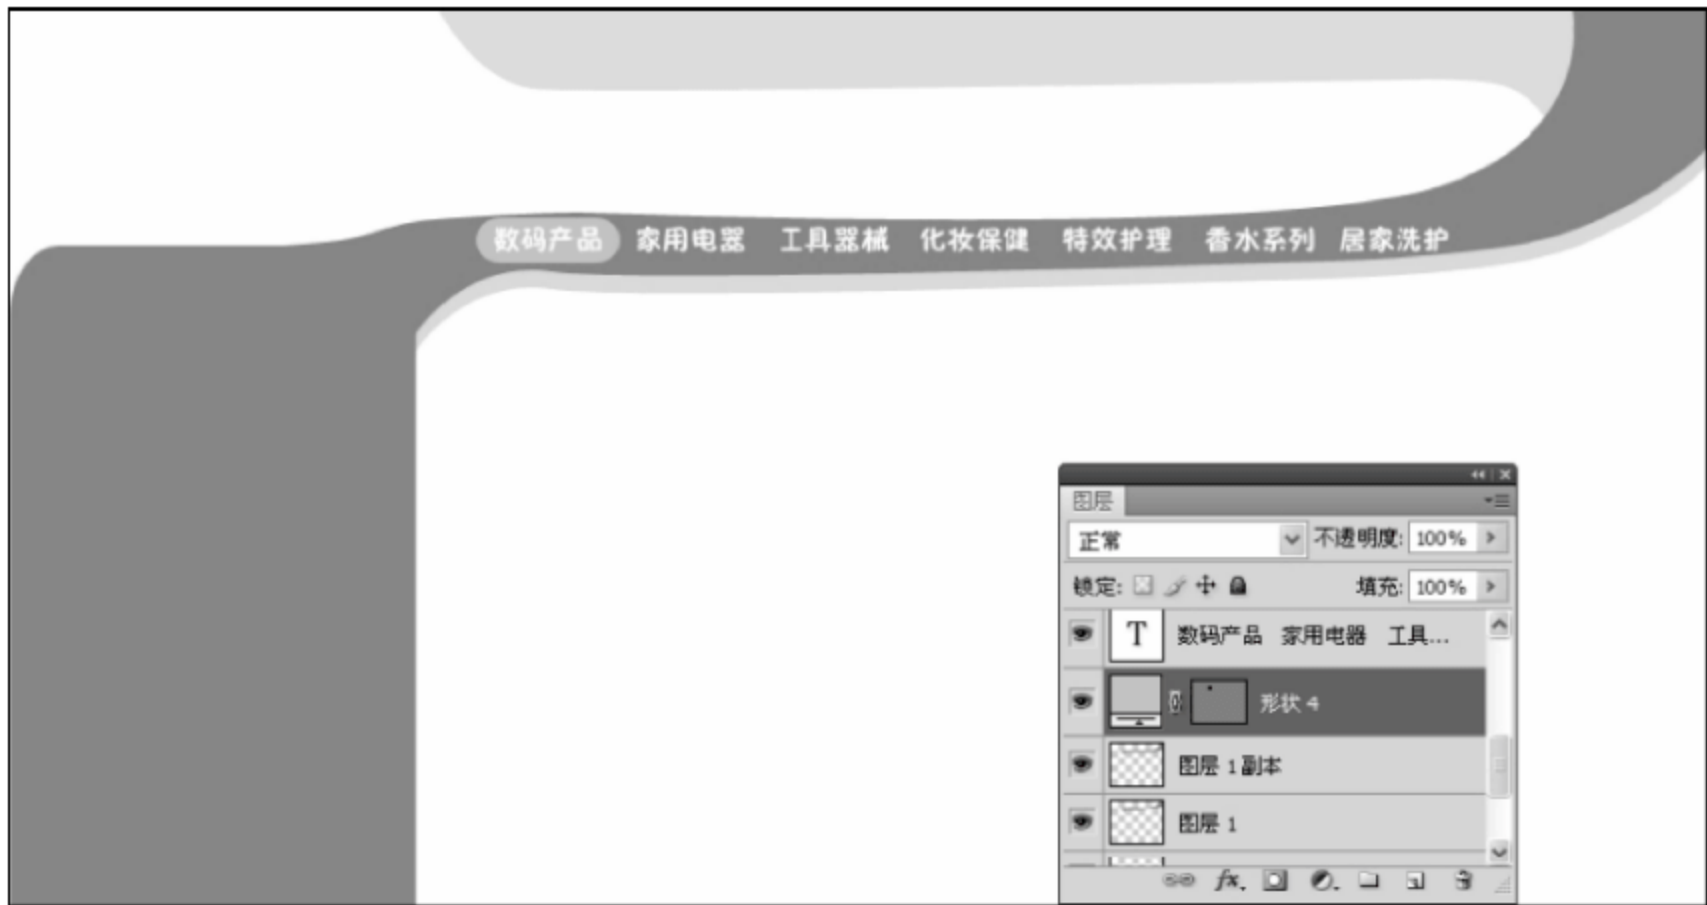 数码产品 家用电器 工具器械 化妆保健 特效护理 香水系列 居家洗护
图层
正常 不透明度: 100%
锁定: 填充: 100%
T 数码产品 家用电器 工具...
形状 4
图层 1 副本
图层 1
fx.